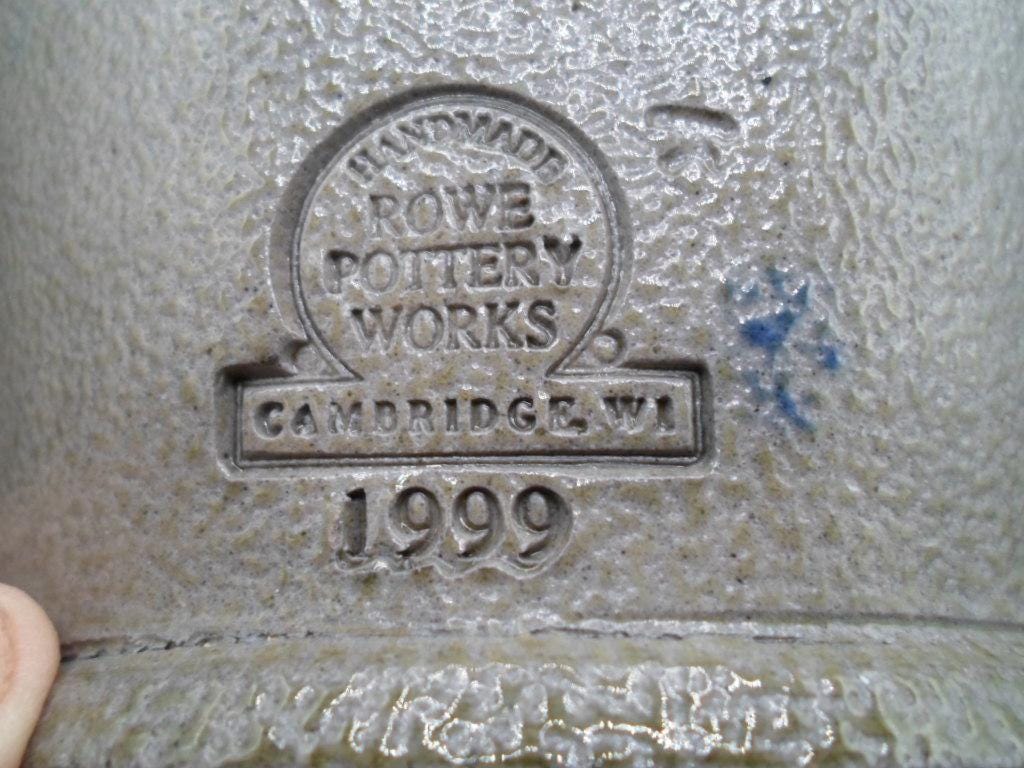 HANDMADE
ROWE
POTTERY
WORKS
CAMBRIDGE, WI
1999